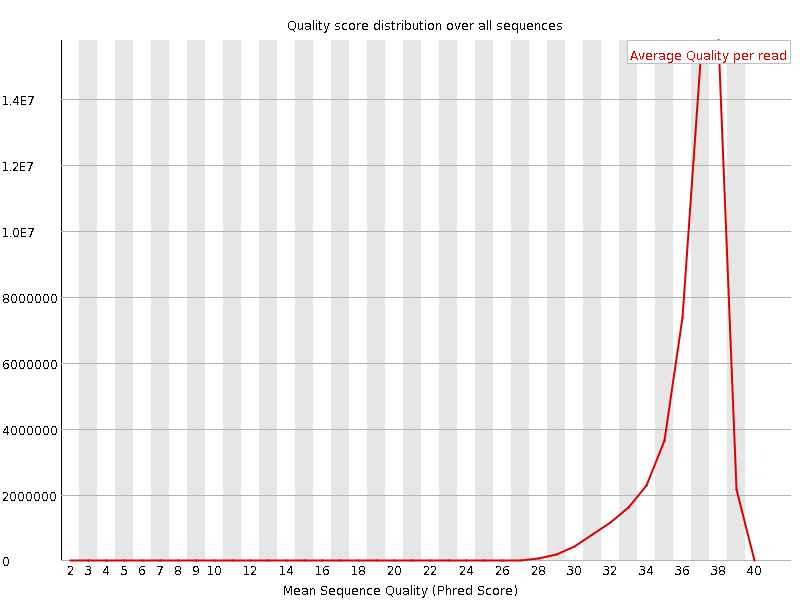 Quality score distribution over all sequences
Average Quality per read
1.4E7
1.2E7
1.0E7
8000000
6000000
4000000
2000000
0
2 3 4 5 6 7 8 9 10 12 14 16 18 20 22 24 26 28 30 32 34 36 38 40
Mean Sequence Quality (Phred Score)